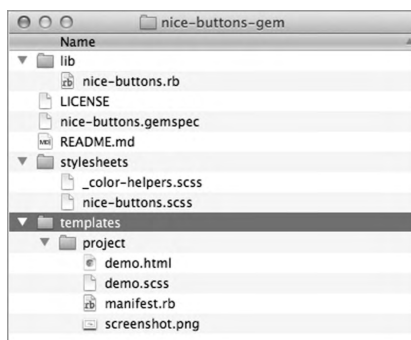 nice-buttons-gem
Name
lib
nice-buttons.rb
LICENSE
nice-buttons.gemspec
README.md
stylesheets
_color-helpers.scss
nice-buttons.scss
templates
project
demo.html
demo.scss
manifest.rb
screenshot.png